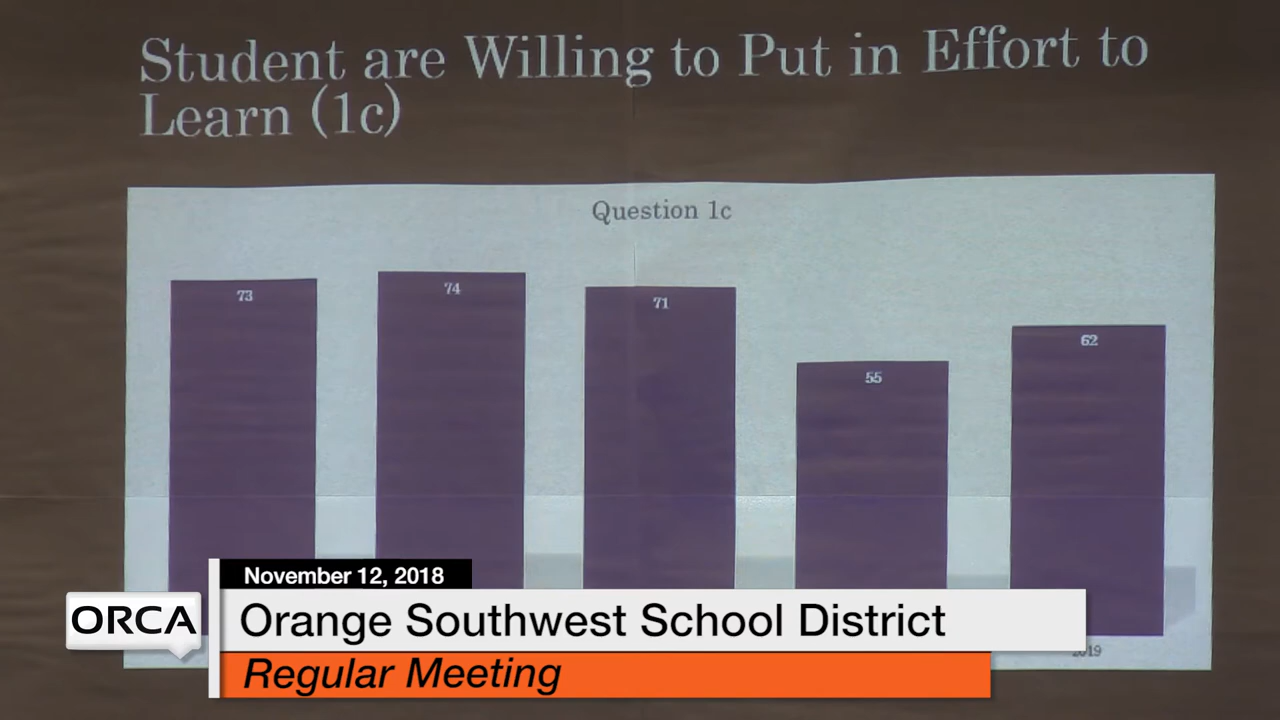 Student are Willing to Put in Effort to
Learn (1c)
Question 1c
73
74
71
55
62
November 12, 2018
ORCA
Orange Southwest School District
Regular Meeting